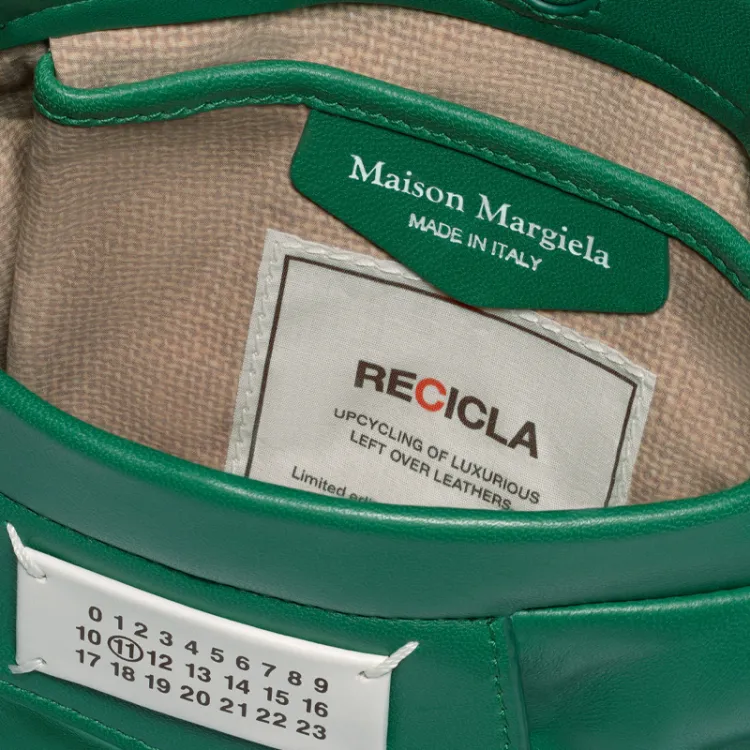 Maison Margiela
MADE IN ITALY
RECICLA
UPCYCLING OF LUXURIOUS
LEFT OVER LEATHERS
Limited
0 1 2 3 4 5 6 7 8 9
10 11 12 13 14 15 16
17 18 19 20 21 22 23